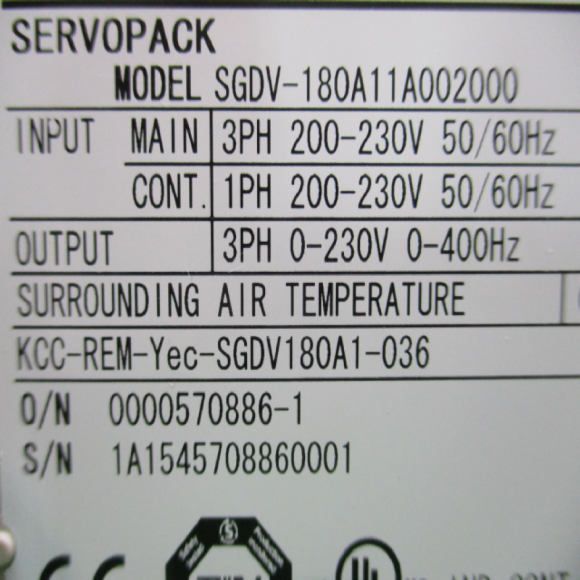 SERVOPACK
MODEL SGDV-180A11A002000
INPUT MAIN 3PH 200-230V 50/60Hz
CONT. 1PH 200-230V 50/60Hz
OUTPUT 3PH 0-230V 0-400Hz
SURROUNDING AIR TEMPERATURE
KCC-REM-Yec-SGDV180A1-036
O/N 0000570886-1
S/N 1A1545708860001